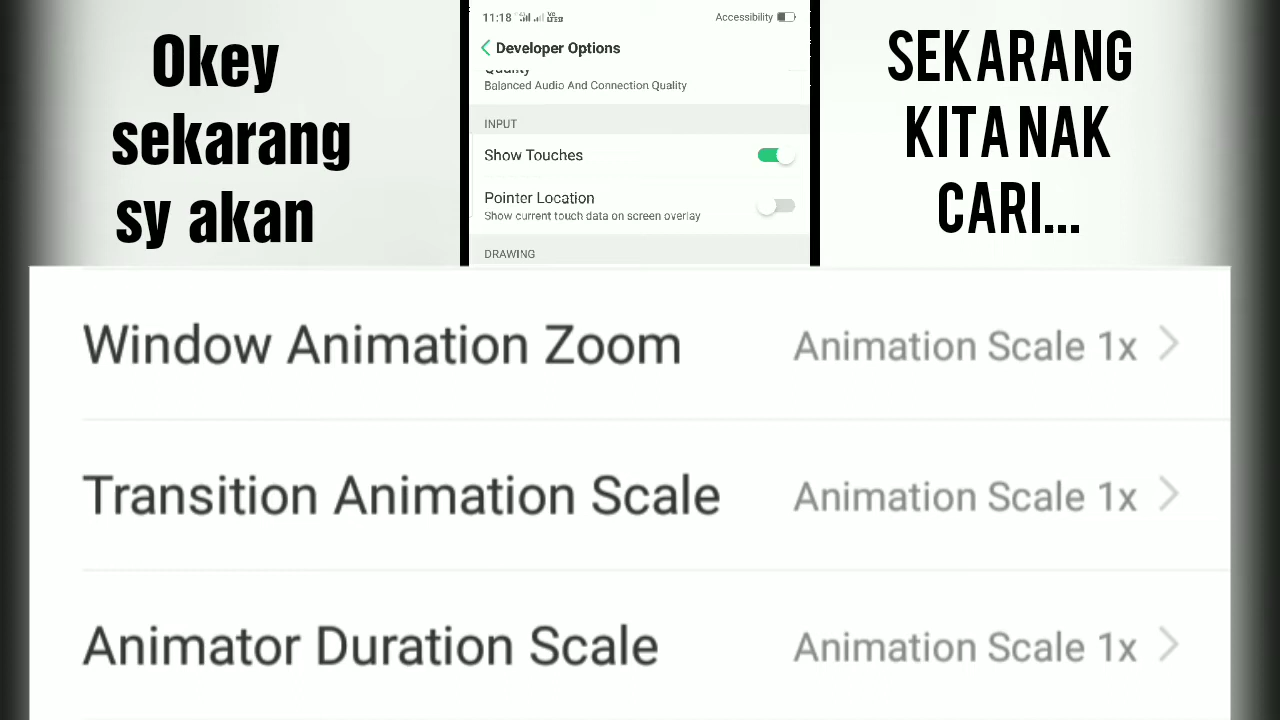 Okey
sekarang
sy akan
11:18
Accessibility
Developer Options
Quality
Balanced Audio And Connection Quality
INPUT
Show Touches
Pointer Location
Show current touch data on screen overlay
DRAWING
SEKARANG
KITA NAK
CARI...
Window Animation Zoom Animation Scale 1x
Transition Animation Scale Animation Scale 1x
Animator Duration Scale Animation Scale 1x